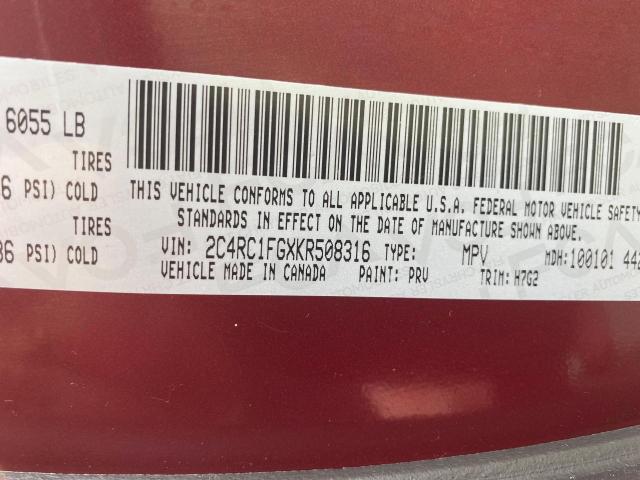 6055 LB
TIRES
6 PSI) COLD
TIRES
36 PSI) COLD
THIS VEHICLE CONFORMS TO ALL APPLICABLE U.S.A. FEDERAL MOTOR VEHICLE SAFETY
STANDARDS IN EFFECT ON THE DATE OF MANUFACTURE SHOWN ABOVE.
VIN: 2C4RC1FGXKR508316 TYPE: MPV MDH:100101 442
VEHICLE MADE IN CANADA PAINT: PRV TRIM: H7G2